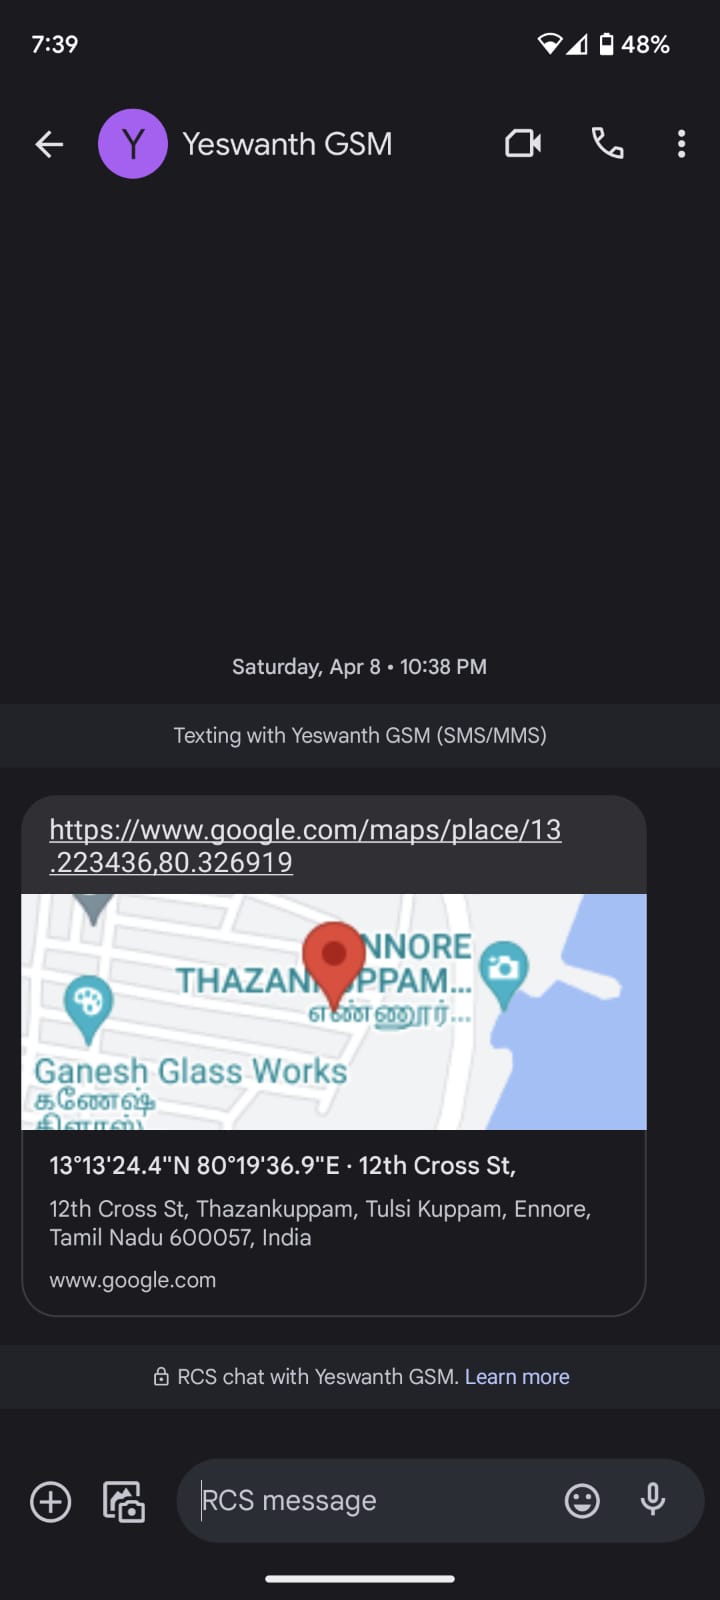 7:39
48%
Y
Yeswanth GSM
Saturday, Apr 8 • 10:38 PM
Texting with Yeswanth GSM (SMS/MMS)
https://www.google.com/maps/place/13
.223436,80.326919
NNORE
THAZAN PPAM...
எண்ணூர்...
Ganesh Glass Works
கணேஷ்
13°13'24.4"N 80°19'36.9"E · 12th Cross St,
12th Cross St, Thazankuppam, Tulsi Kuppam, Ennore,
Tamil Nadu 600057, India
www.google.com
RCS chat with Yeswanth GSM. Learn more
RCS message